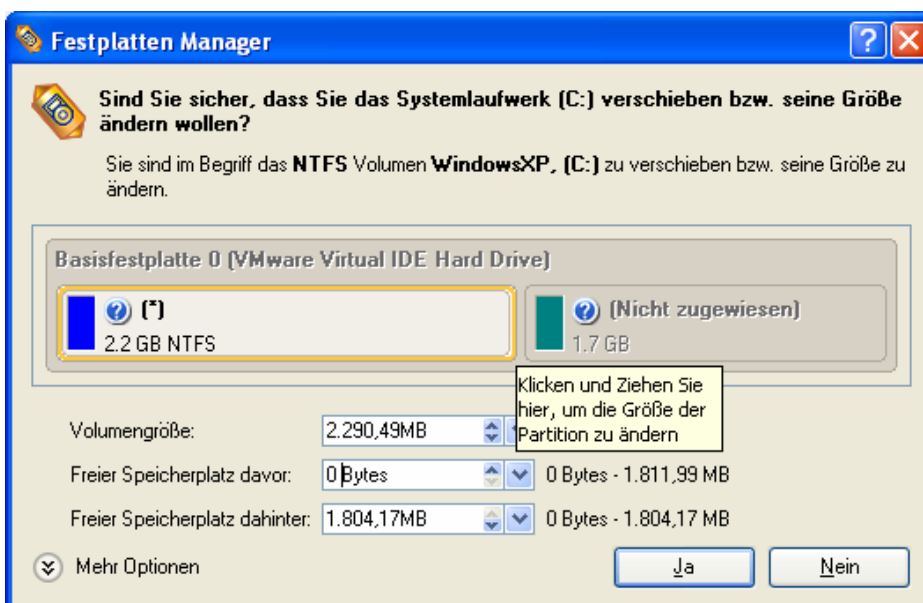 Festplatten Manager
Sind Sie sicher, dass Sie das Systemlaufwerk (C:) verschieben bzw. seine Größe
ändern wollen?
Sie sind im Begriff das NTFS Volumen WindowsXP, (C:) zu verschieben bzw. seine Größe zu
ändern.
Basisfestplatte 0 (VMware Virtual IDE Hard Drive)
(*)
2.2 GB NTFS
(Nicht zugewiesen)
1.7 GB
Klicken und Ziehen Sie
hier, um die Größe der
Partition zu ändern
Volumengröße: 2.290,49MB
Freier Speicherplatz davor: 0 Bytes 0 Bytes - 1.811,99 MB
Freier Speicherplatz dahinter: 1.804,17MB 0 Bytes - 1.804,17 MB
Mehr Optionen
Ja
Nein